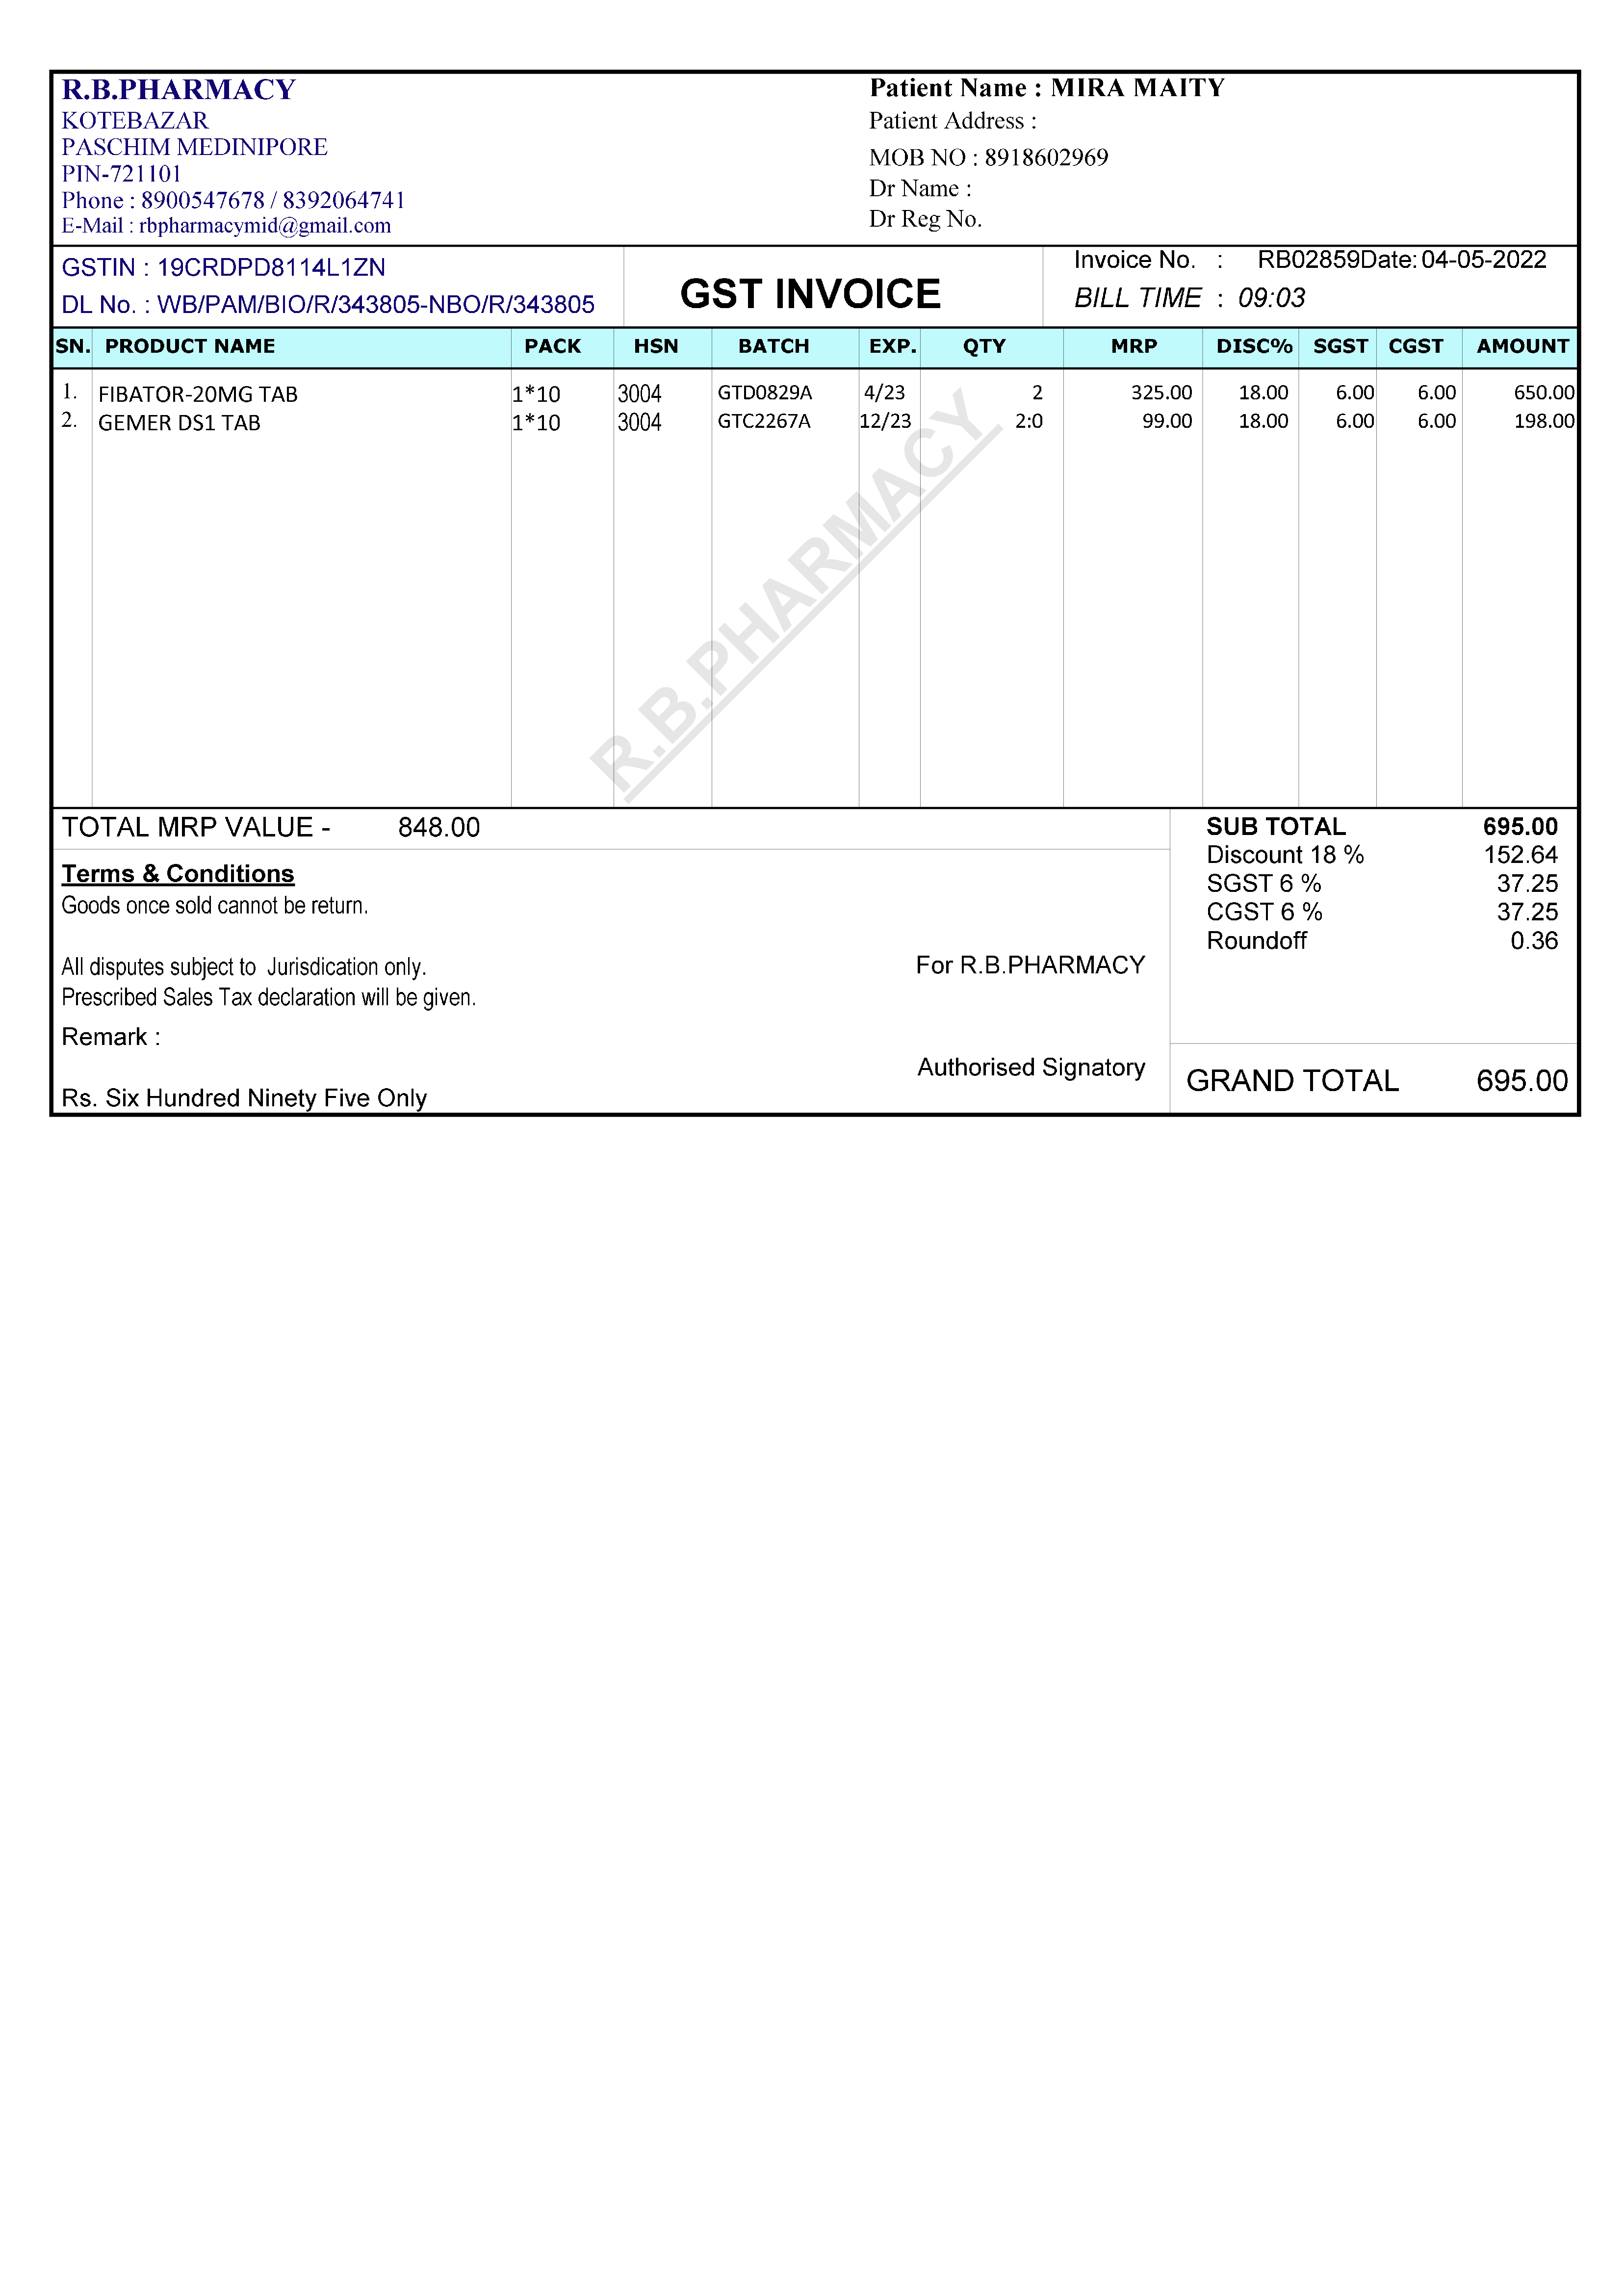 R.B.PHARMACY
KOTEBAZAR
PASCHIM MEDINIPORE
PIN-721101
Phone : 8900547678 / 8392064741
E-Mail : rbpharmacymid@gmail.com
Patient Name : MIRA MAITY
Patient Address :
MOB NO : 8918602969
Dr Name :
Dr Reg No.
GSTIN : 19CRDPD8114L1ZN
DL No. : WB/PAM/BIO/R/343805-NBO/R/343805
GST INVOICE
Invoice No. : RB02859Date: 04-05-2022
BILL TIME : 09:03
SN. PRODUCT NAME PACK HSN BATCH EXP. QTY MRP DISC% SGST CGST AMOUNT
1. FIBATOR-20MG TAB 1*10 3004 GTD0829A 4/23 2 325.00 18.00 6.00 6.00 650.00
2. GEMER DS1 TAB 1*10 3004 GTC2267A 12/23 2:0 99.00 18.00 6.00 6.00 198.00
R.B.PHARMACY
TOTAL MRP VALUE - 848.00
Terms & Conditions
Goods once sold cannot be return.
All disputes subject to Jurisdication only.
Prescribed Sales Tax declaration will be given.
Remark :
Rs. Six Hundred Ninety Five Only
For R.B.PHARMACY
Authorised Signatory
SUB TOTAL 695.00
Discount 18 % 152.64
SGST 6 % 37.25
CGST 6 % 37.25
Roundoff 0.36
GRAND TOTAL 695.00